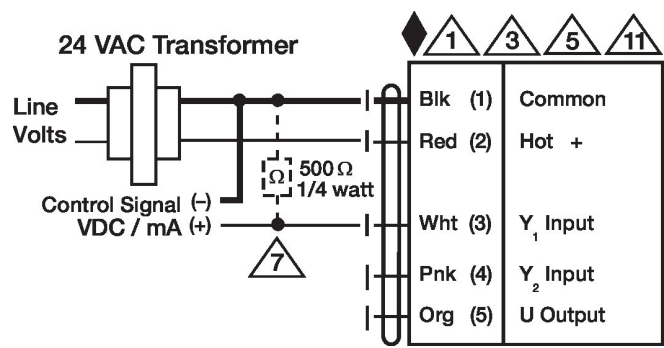 24 VAC Transformer
1 3 5 11
Line
Volts
Blk (1) Common
Red (2) Hot +
Ω 500 Ω
1/4 watt
Control Signal (–)
VDC / mA (+)
Wht (3) Y1 Input
7
Pnk (4) Y2 Input
Org (5) U Output